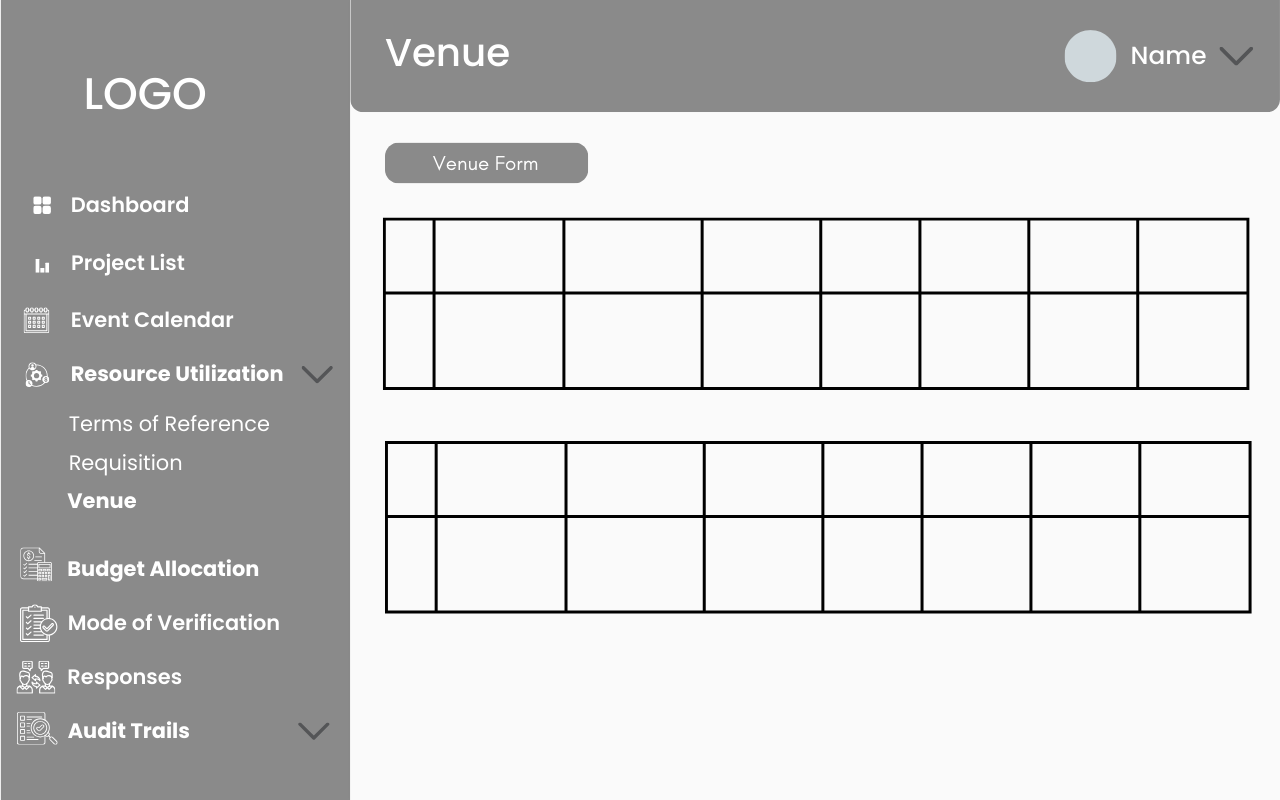 LOGO
Dashboard
Project List
Event Calendar
Resource Utilization
Terms of Reference
Requisition
Venue
Budget Allocation
Mode of Verification
Responses
Audit Trails
Venue
Name
Venue Form